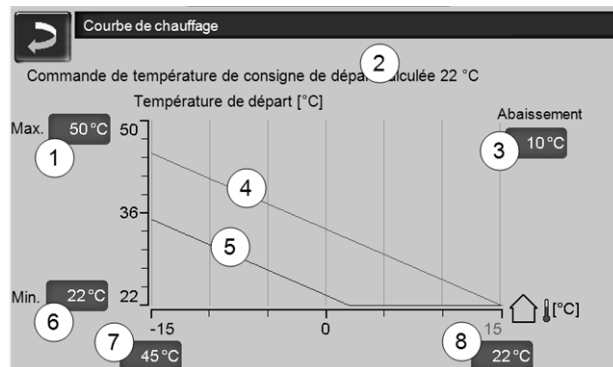 Courbe de chauffage
2
Commande de température de consigne de départ calculée 22 °C
Température de départ [°C]
Abaissement
Max. 50 °C
50
10 °C
1
3
4
36
5
Min. 22 °C
22
[°C]
6
-15
0
15
7
8
45 °C
22 °C